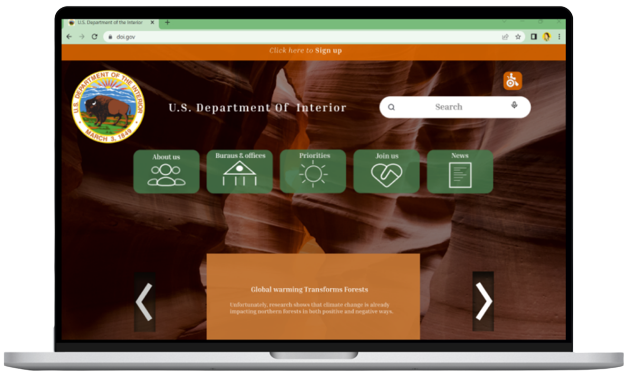 U.S. Department of the Interior
doi.gov
Click here to Sign up
U.S. DEPARTMENT OF THE INTERIOR
MARCH 3, 1849
U.S. Department Of Interior
Search
About us
Buraus & offices
Priorities
Join us
News
Global warming Transforms Forests
Unfortunately, research shows that climate change is already
impacting northern forests in both positive and negative ways.